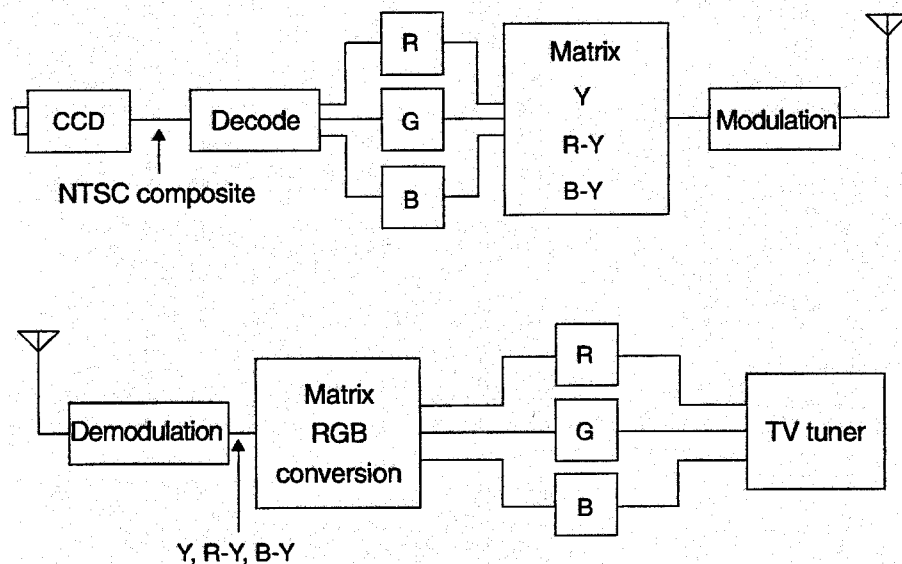 CCD
NTSC composite
Decode
R
G
B
Matrix
Y
R-Y
B-Y
Modulation
Demodulation
Y, R-Y, B-Y
Matrix
RGB
conversion
R
G
B
TV tuner